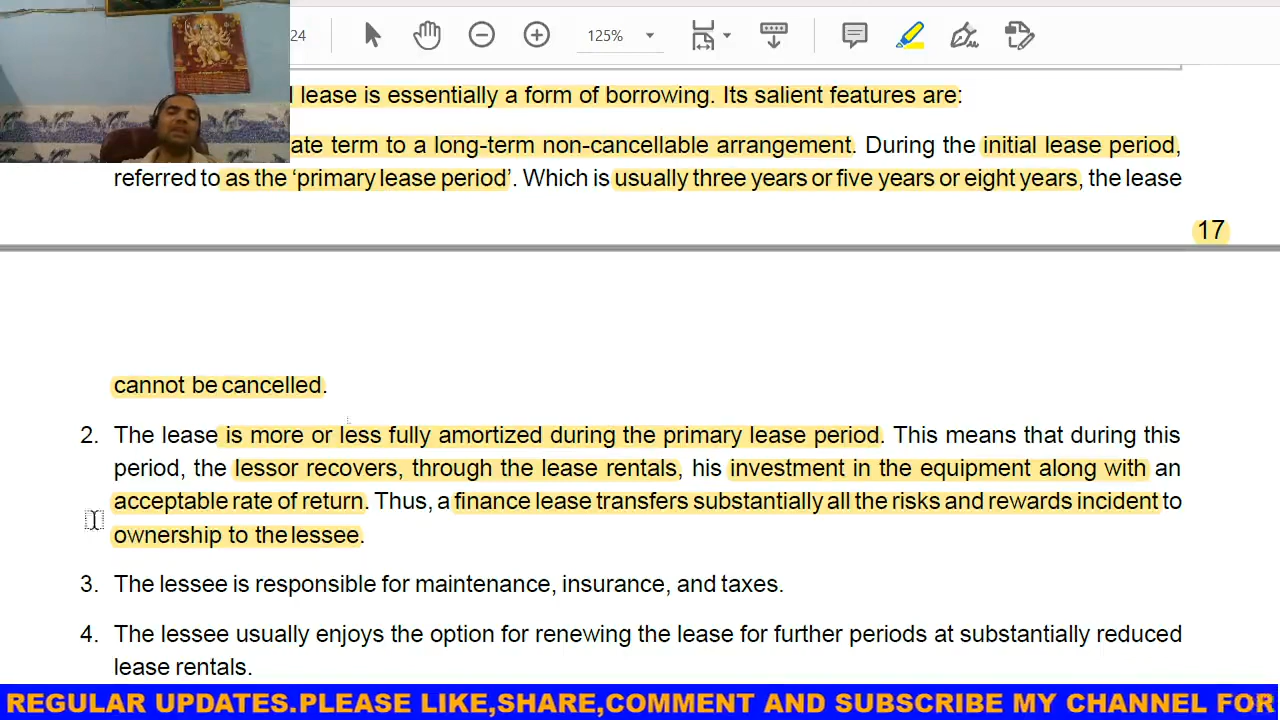 24
125%
l lease is essentially a form of borrowing. Its salient features are:
ate term to a long-term non-cancellable arrangement. During the initial lease period,
referred to as the ‘primary lease period’. Which is usually three years or five years or eight years, the lease
17
cannot be cancelled.
2. The lease is more or less fully amortized during the primary lease period. This means that during this
period, the lessor recovers, through the lease rentals, his investment in the equipment along with an
acceptable rate of return. Thus, a finance lease transfers substantially all the risks and rewards incident to
ownership to the lessee.
3. The lessee is responsible for maintenance, insurance, and taxes.
4. The lessee usually enjoys the option for renewing the lease for further periods at substantially reduced
lease rentals.
REGULAR UPDATES.PLEASE LIKE,SHARE,COMMENT AND SUBSCRIBE MY CHANNEL FOR